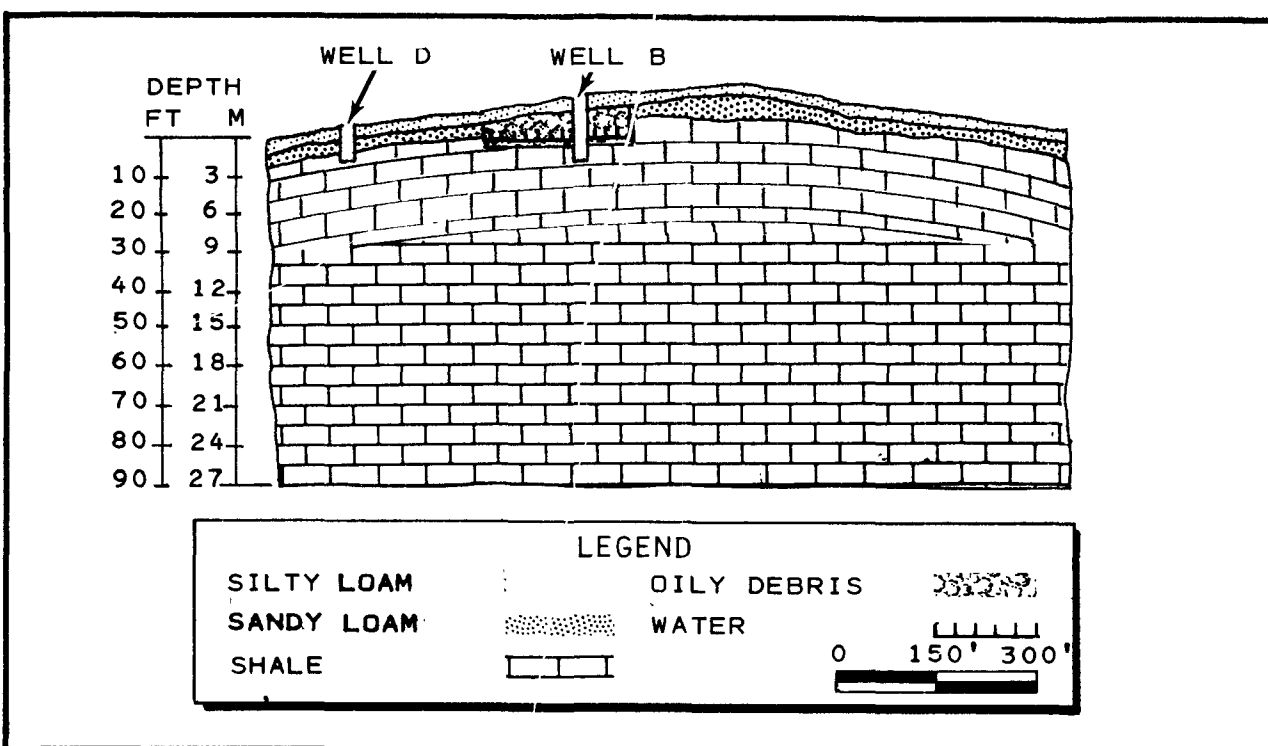 WELL D WELL B
DEPTH
FT M
10 3
20 6
30 9
40 12
50 15
60 18
70 21
80 24
90 27
LEGEND
SILTY LOAM OILY DEBRIS
SANDY LOAM WATER
SHALE 0 150' 300'